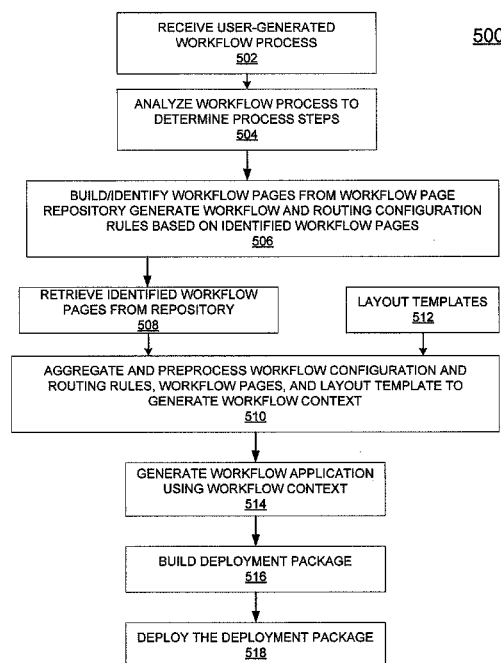 500
RECEIVE USER-GENERATED
WORKFLOW PROCESS
502
ANALYZE WORKFLOW PROCESS TO
DETERMINE PROCESS STEPS
504
BUILD/IDENTIFY WORKFLOW PAGES FROM WORKFLOW PAGE
REPOSITORY GENERATE WORKFLOW AND ROUTING CONFIGURATION
RULES BASED ON IDENTIFIED WORKFLOW PAGES
506
RETRIEVE IDENTIFIED WORKFLOW
PAGES FROM REPOSITORY
508
LAYOUT TEMPLATES
512
AGGREGATE AND PREPROCESS WORKFLOW CONFIGURATION AND
ROUTING RULES, WORKFLOW PAGES, AND LAYOUT TEMPLATE TO
GENERATE WORKFLOW CONTEXT
510
GENERATE WORKFLOW APPLICATION
USING WORKFLOW CONTEXT
514
BUILD DEPLOYMENT PACKAGE
516
DEPLOY THE DEPLOYMENT PACKAGE
518